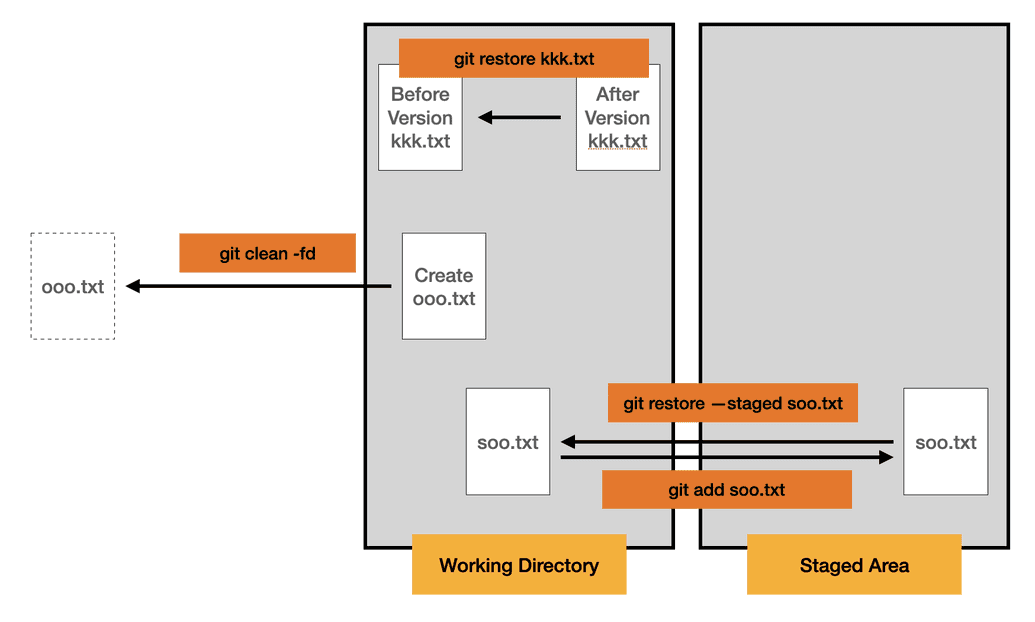 git restore kkk.txt
Before
Version
kkk.txt
After
Version
kkk.txt
git clean -fd
ooo.txt
Create
ooo.txt
git restore —staged soo.txt
soo.txt
soo.txt
git add soo.txt
Working Directory
Staged Area